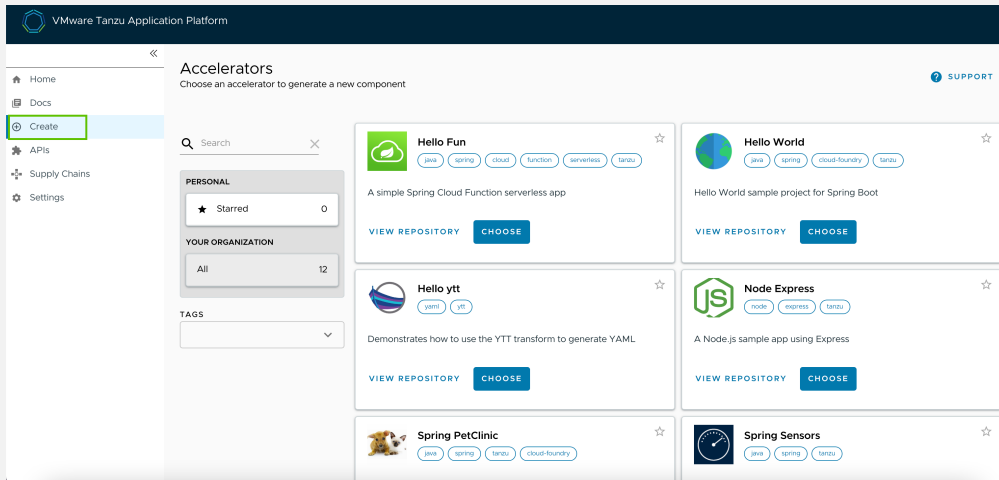 VMware Tanzu Application Platform
Home
Docs
Create
APIs
Supply Chains
Settings
Accelerators
Choose an accelerator to generate a new component
SUPPORT
Search
PERSONAL
Starred 0
YOUR ORGANIZATION
All 12
TAGS
Hello Fun
java spring cloud function serverless tanzu
A simple Spring Cloud Function serverless app
VIEW REPOSITORY CHOOSE
Hello World
java spring cloud-foundry tanzu
Hello World sample project for Spring Boot
VIEW REPOSITORY CHOOSE
Hello ytt
yaml ytt
Demonstrates how to use the YTT transform to generate YAML
VIEW REPOSITORY CHOOSE
JS
Node Express
node express tanzu
A Node.js sample app using Express
VIEW REPOSITORY CHOOSE
Spring PetClinic
java spring tanzu cloud-foundry
Spring Sensors
java spring tanzu